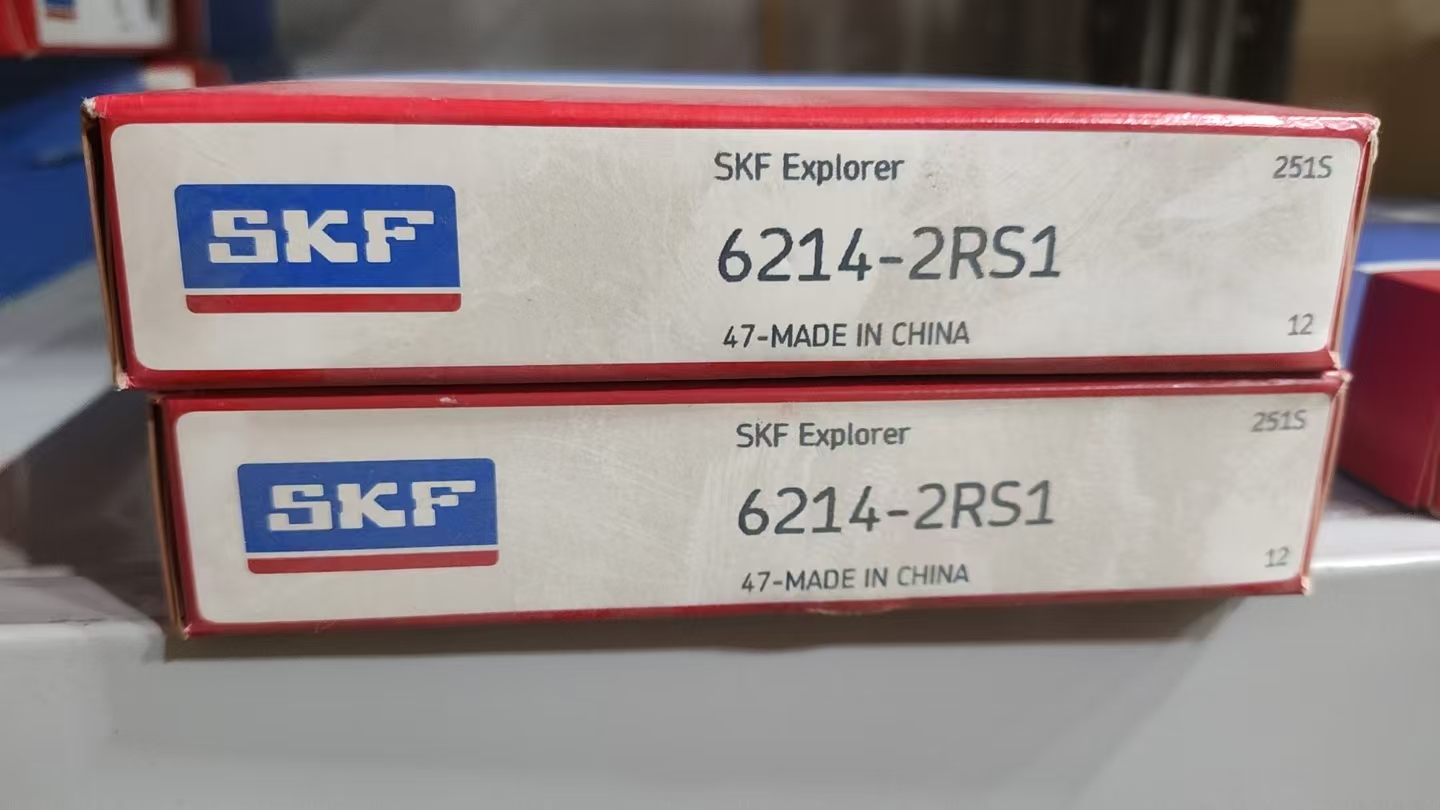 SKF
SKF Explorer
251S
6214-2RS1
47-MADE IN CHINA
12
SKF
SKF Explorer
251S
6214-2RS1
47-MADE IN CHINA
12